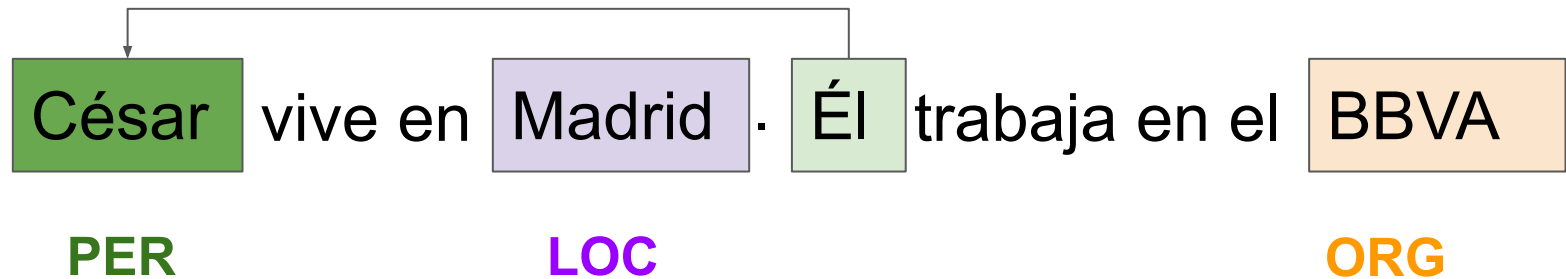 César vive en Madrid . Él trabaja en el BBVA
PER LOC ORG